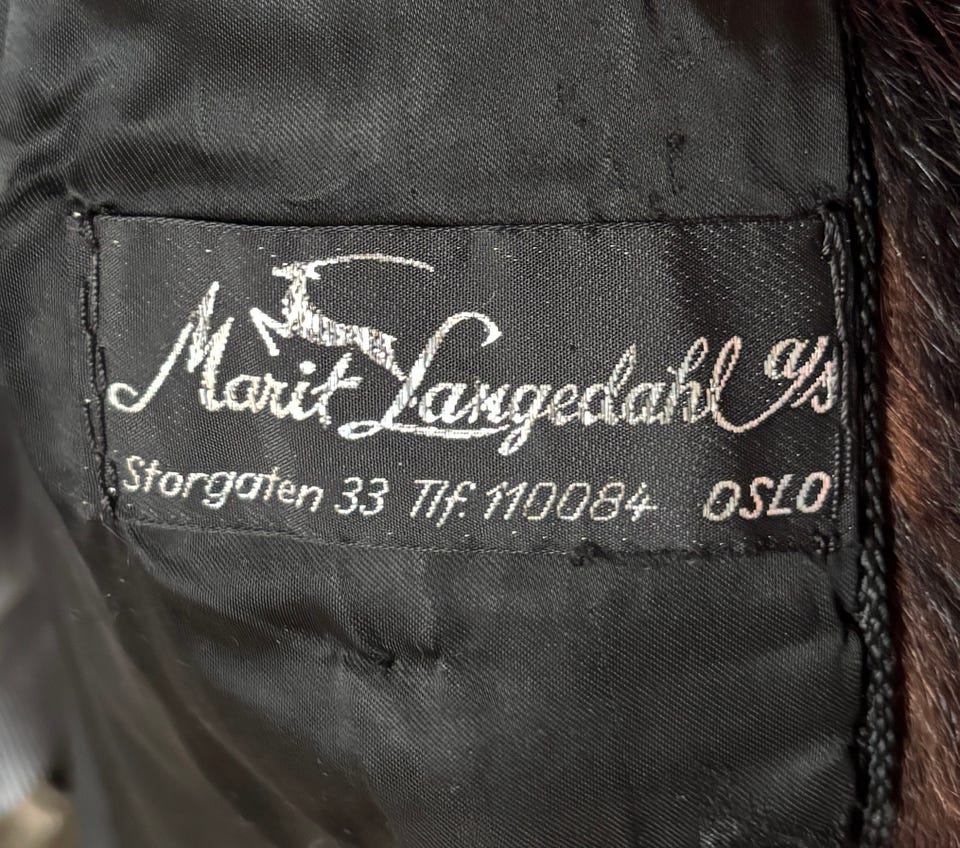 Marit Langedahl a/s
Storgaten 33 Tlf. 110084 OSLO